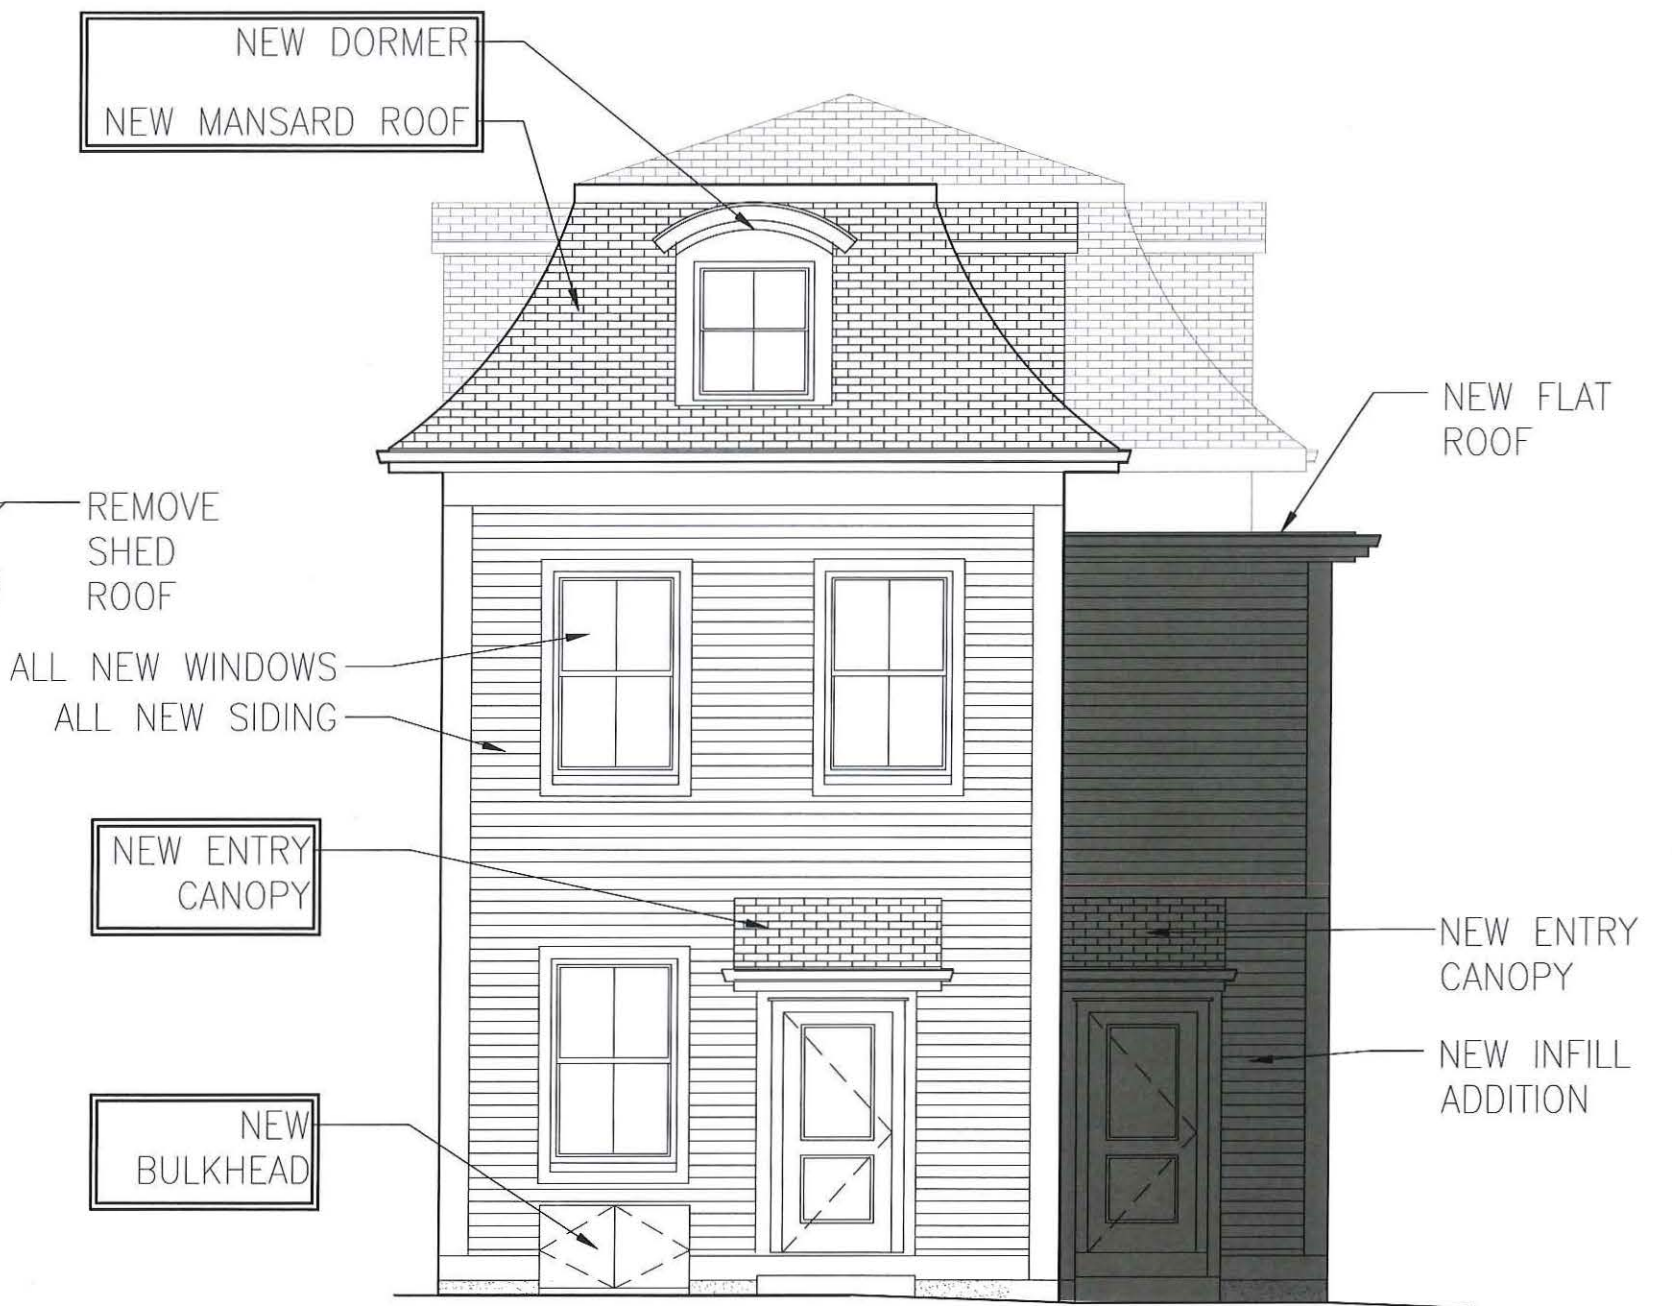 NEW DORMER
NEW MANSARD ROOF
NEW FLAT
ROOF
REMOVE
SHED
ROOF
ALL NEW WINDOWS
ALL NEW SIDING
NEW ENTRY
CANOPY
NEW ENTRY
CANOPY
NEW INFILL
ADDITION
NEW
BULKHEAD